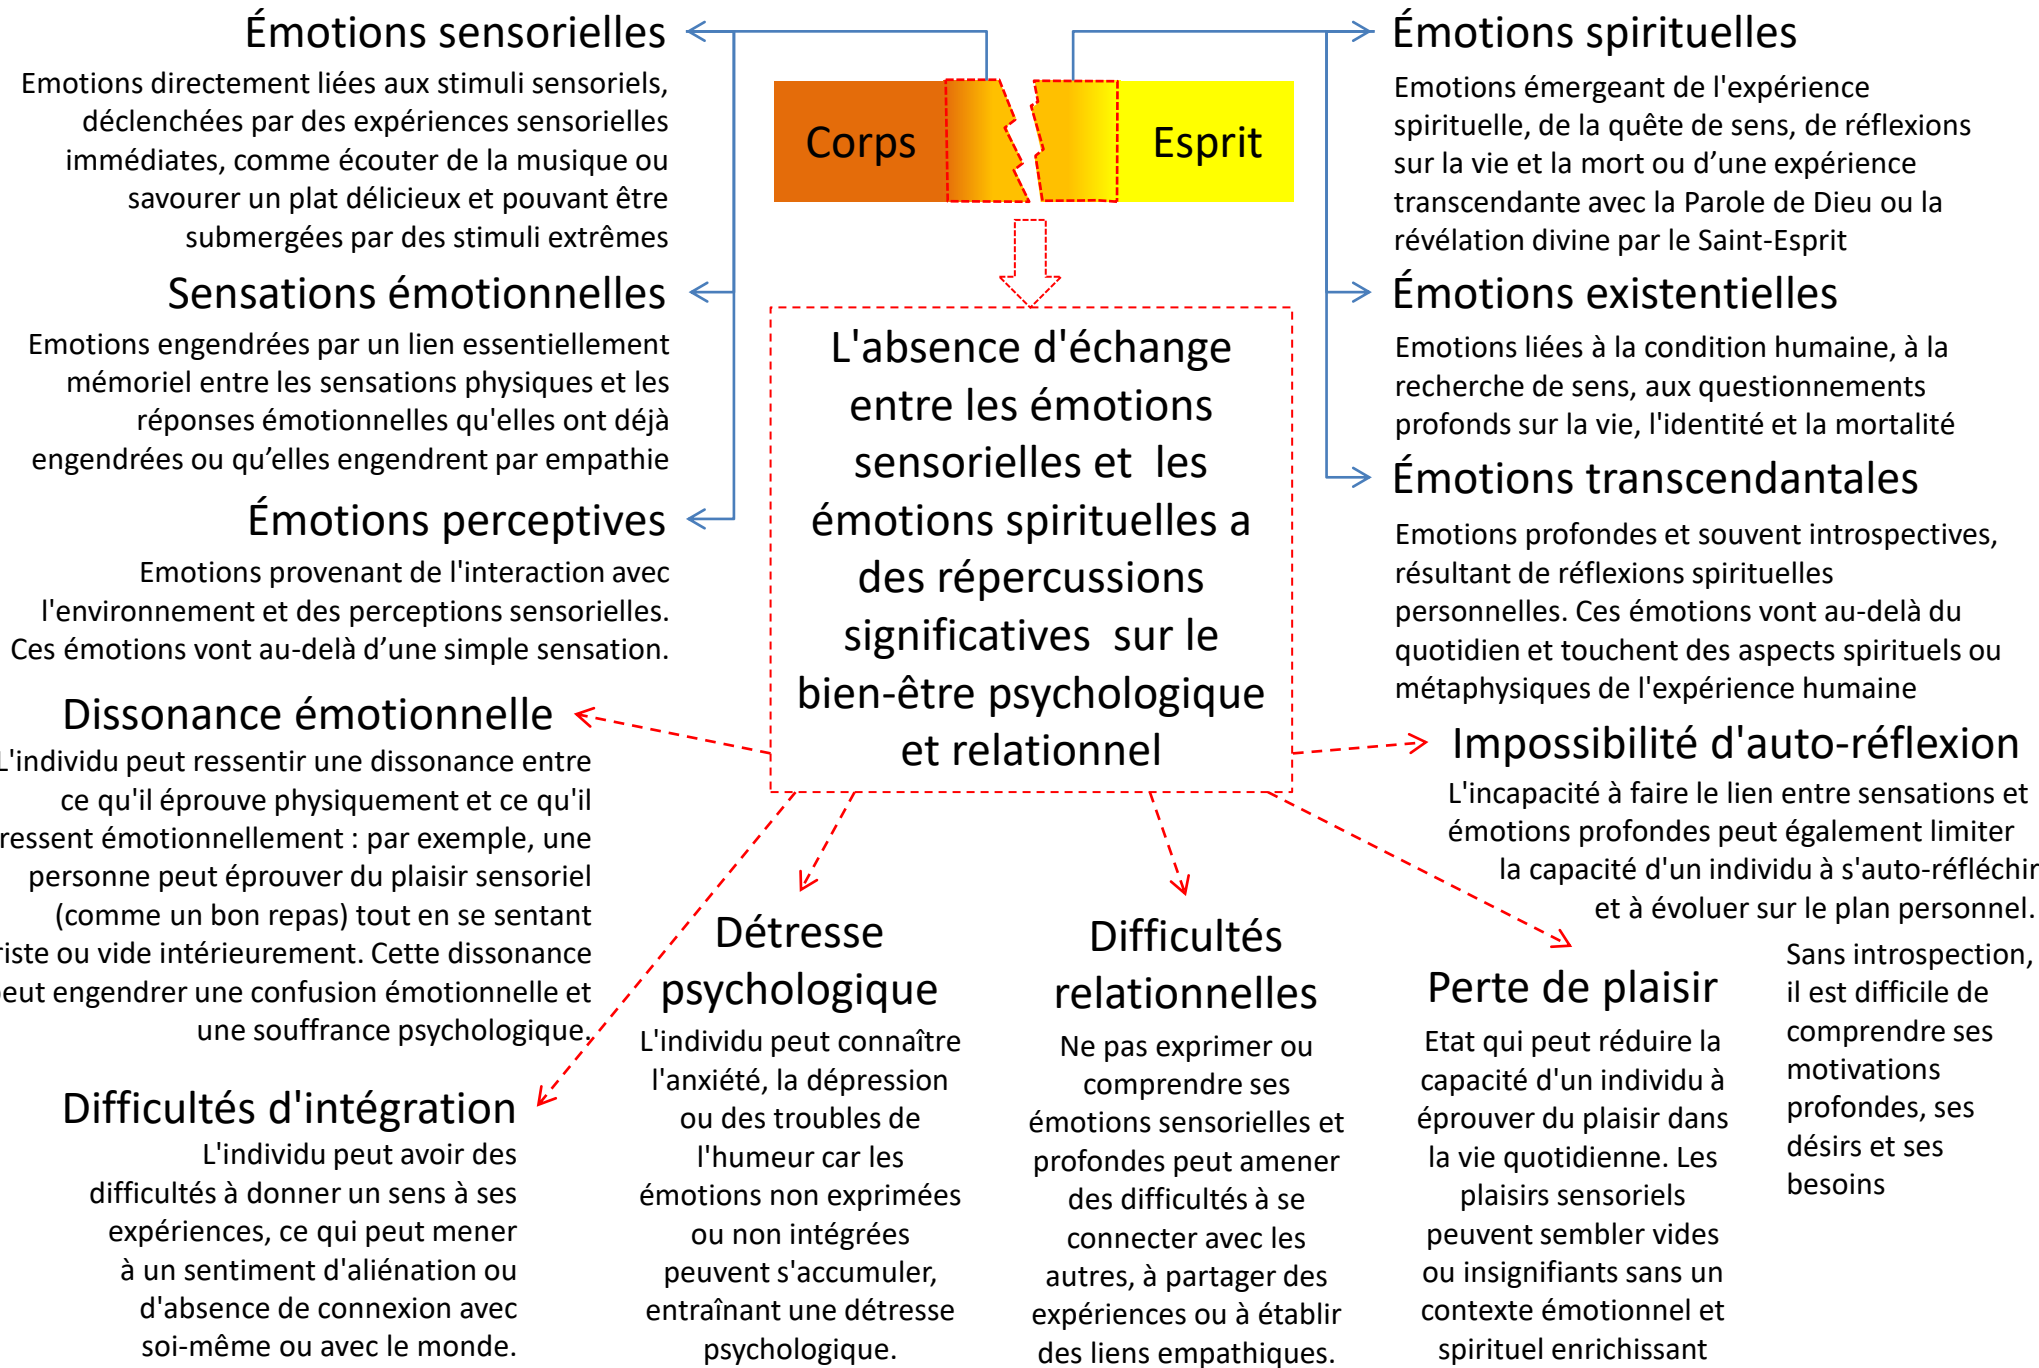 Émotions sensorielles
Emotions directement liées aux stimuli sensoriels,
déclenchées par des expériences sensorielles
immédiates, comme écouter de la musique ou
savourer un plat délicieux et pouvant être
submergées par des stimuli extrêmes
Sensations émotionnelles
Emotions engendrées par un lien essentiellement
mémoriel entre les sensations physiques et les
réponses émotionnelles qu'elles ont déjà
engendrées ou qu’elles engendrent par empathie
Émotions perceptives
Emotions provenant de l'interaction avec
l'environnement et des perceptions sensorielles.
Ces émotions vont au-delà d’une simple sensation.
Corps
Esprit
L'absence d'échange
entre les émotions
sensorielles et  les
émotions spirituelles a
des répercussions
significatives  sur le
bien-être psychologique
et relationnel
Émotions spirituelles
Emotions émergeant de l'expérience
spirituelle, de la quête de sens, de réflexions
sur la vie et la mort ou d’une expérience
transcendante avec la Parole de Dieu ou la
révélation divine par le Saint-Esprit
Émotions existentielles
Emotions liées à la condition humaine, à la
recherche de sens, aux questionnements
profonds sur la vie, l'identité et la mortalité
Émotions transcendantales
Emotions profondes et souvent introspectives,
résultant de réflexions spirituelles
personnelles. Ces émotions vont au-delà du
quotidien et touchent des aspects spirituels ou
métaphysiques de l'expérience humaine
Dissonance émotionnelle
L'individu peut ressentir une dissonance entre
ce qu'il éprouve physiquement et ce qu'il
ressent émotionnellement : par exemple, une
personne peut éprouver du plaisir sensoriel
(comme un bon repas) tout en se sentant
riste ou vide intérieurement. Cette dissonance
peut engendrer une confusion émotionnelle et
une souffrance psychologique.
Difficultés d'intégration
L'individu peut avoir des
difficultés à donner un sens à ses
expériences, ce qui peut mener
à un sentiment d'aliénation ou
d'absence de connexion avec
soi-même ou avec le monde.
Détresse
psychologique
L'individu peut connaître
l'anxiété, la dépression
ou des troubles de
l'humeur car les
émotions non exprimées
ou non intégrées
peuvent s'accumuler,
entraînant une détresse
psychologique.
Difficultés
relationnelles
Ne pas exprimer ou
comprendre ses
émotions sensorielles et
profondes peut amener
des difficultés à se
connecter avec les
autres, à partager des
expériences ou à établir
des liens empathiques.
Perte de plaisir
Etat qui peut réduire la
capacité d'un individu à
éprouver du plaisir dans
la vie quotidienne. Les
plaisirs sensoriels
peuvent sembler vides
ou insignifiants sans un
contexte émotionnel et
spirituel enrichissant
Impossibilité d'auto-réflexion
L'incapacité à faire le lien entre sensations et
émotions profondes peut également limiter
la capacité d'un individu à s'auto-réfléchir
et à évoluer sur le plan personnel.
Sans introspection,
il est difficile de
comprendre ses
motivations
profondes, ses
désirs et ses
besoins